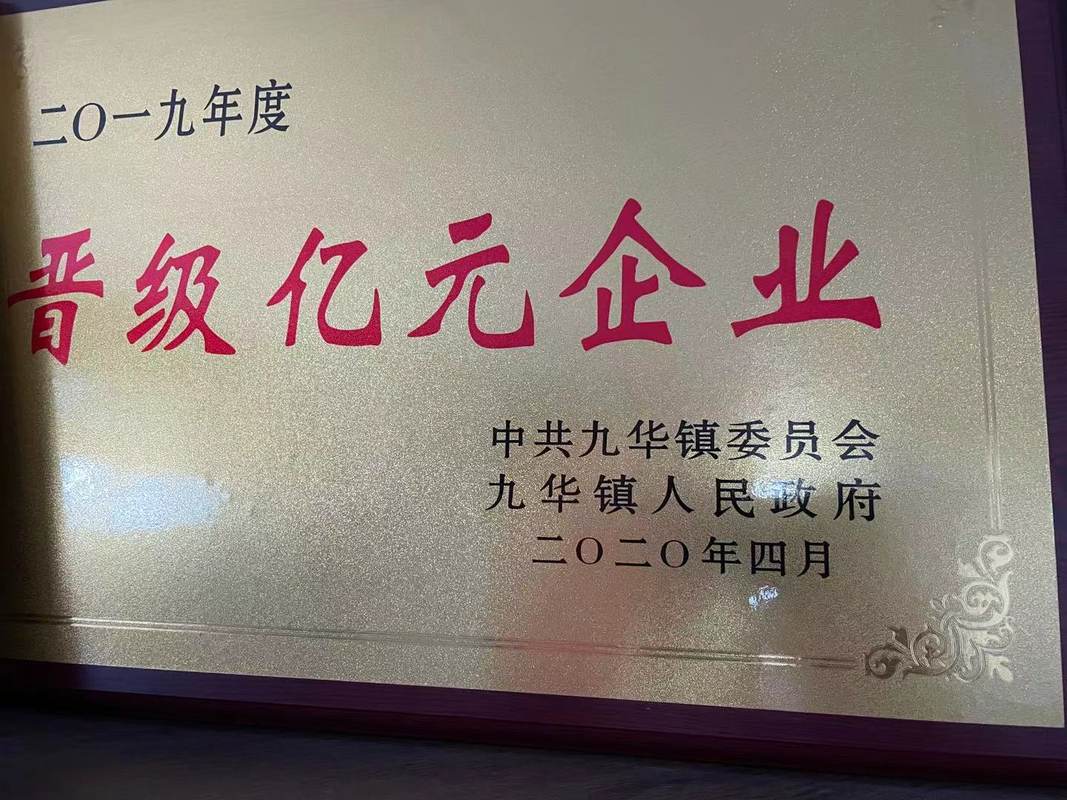 二〇一九年度
晋级亿元企业
中共九华镇委员会
九华镇人民政府
二〇二〇年四月